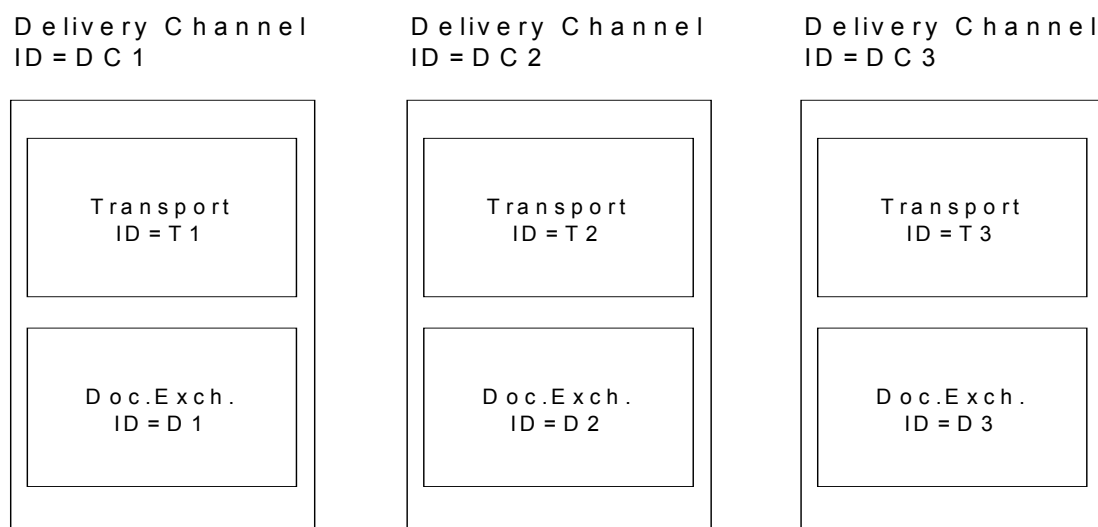 Delivery Channel
ID=DC1
Delivery Channel
ID=DC2
Delivery Channel
ID=DC3
Transport
ID=T1
Transport
ID=T2
Transport
ID=T3
Doc.Exch.
ID=D1
Doc.Exch.
ID=D2
Doc.Exch.
ID=D3